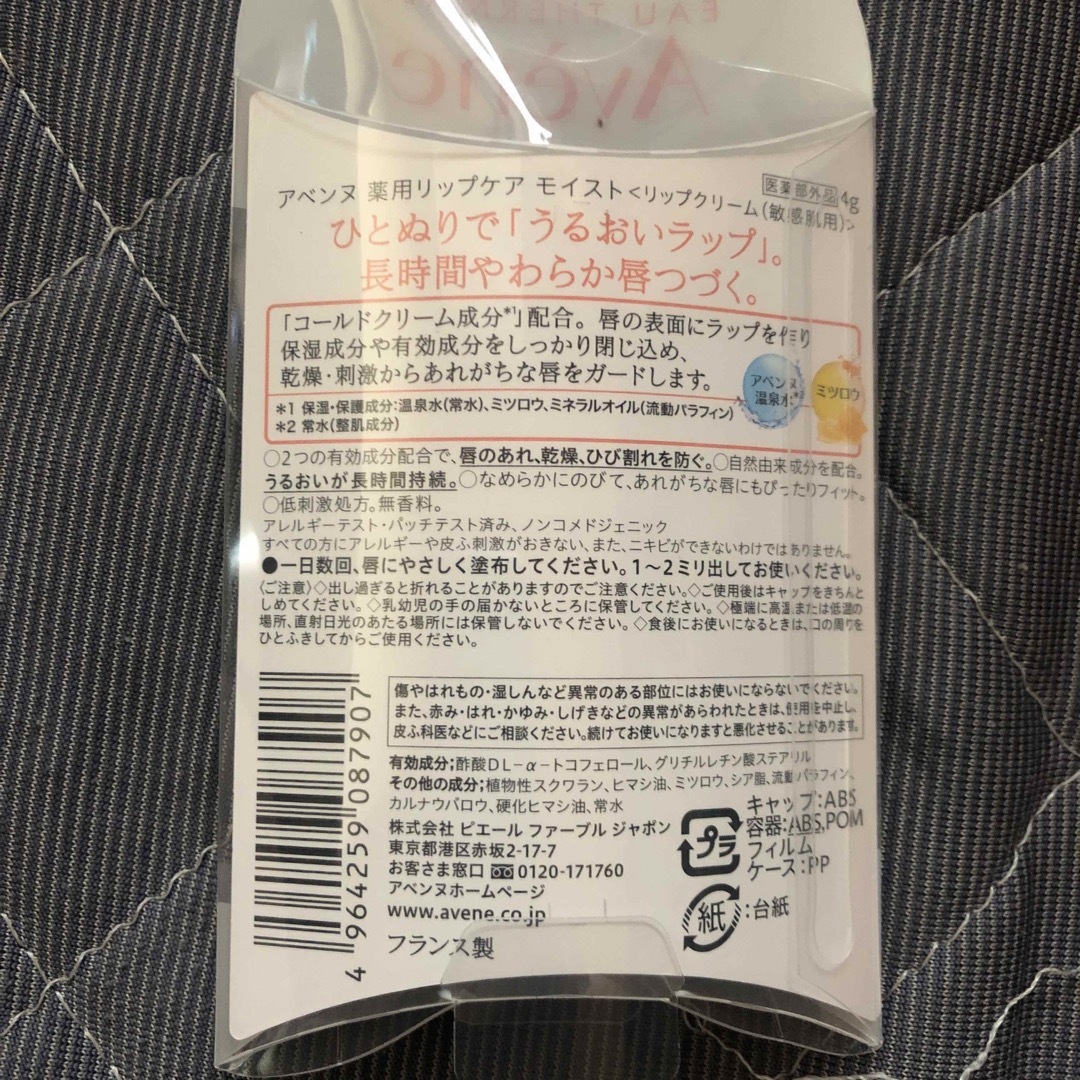 EAU THERM
Avène
アベンヌ 薬用リップケア モイスト<リップクリーム(敏感肌用)>
医薬部外品 4g
ひとぬりで「うるおいラップ」。
長時間やわらか唇つづく。
「コールドクリーム成分*1」配合。唇の表面にラップを作り
保湿成分や有効成分をしっかり閉じ込め、
乾燥・刺激からあれがちな唇をガードします。
アベンヌ
温泉水*2
ミツロウ
*1 保湿・保護成分:温泉水(常水)、ミツロウ、ミネラルオイル(流動パラフィン)
*2 常水(整肌成分)
○2つの有効成分配合で、唇のあれ、乾燥、ひび割れを防ぐ。○自然由来成分を配合。
うるおいが長時間持続。○なめらかにのびて、あれがちな唇にもぴったりフィット。
○低刺激処方。無香料。
アレルギーテスト・パッチテスト済み、ノンコメドジェニック
すべての方にアレルギーや皮ふ刺激がおきない、また、ニキビができないわけではありません。
●一日数回、唇にやさしく塗布してください。1〜2ミリ出してお使いください。
〈ご注意〉◇出し過ぎると折れることがありますのでご注意ください。◇ご使用後はキャップをきちんと
しめてください。◇乳幼児の手の届かないところに保管してください。◇極端に高温または低温の
場所、直射日光のあたる場所には保管しないでください。◇食後にお使いになるときは、口の周りを
ひとふきしてからご使用ください。
傷やはれもの・湿しんなど異常のある部位にはお使いにならないでください。
また、赤み・はれ・かゆみ・しげきなどの異常があらわれたときは、使用を中止し、
皮ふ科医などにご相談ください。続けてお使いになりますと悪化させることがあります。
有効成分;酢酸DL−α−トコフェロール、グリチルレチン酸ステアリル
その他の成分;植物性スクワラン、ヒマシ油、ミツロウ、シア脂、流動パラフィン、
カルナウバロウ、硬化ヒマシ油、常水
株式会社 ピエール ファーブル ジャポン
東京都港区赤坂2-17-7
お客さま窓口 0120-171760
アベンヌホームページ
www.avene.co.jp
フランス製
プラ
キャップ:ABS
容器:ABS,POM
フィルム
ケース:PP
紙 :台紙
4 964259 087907